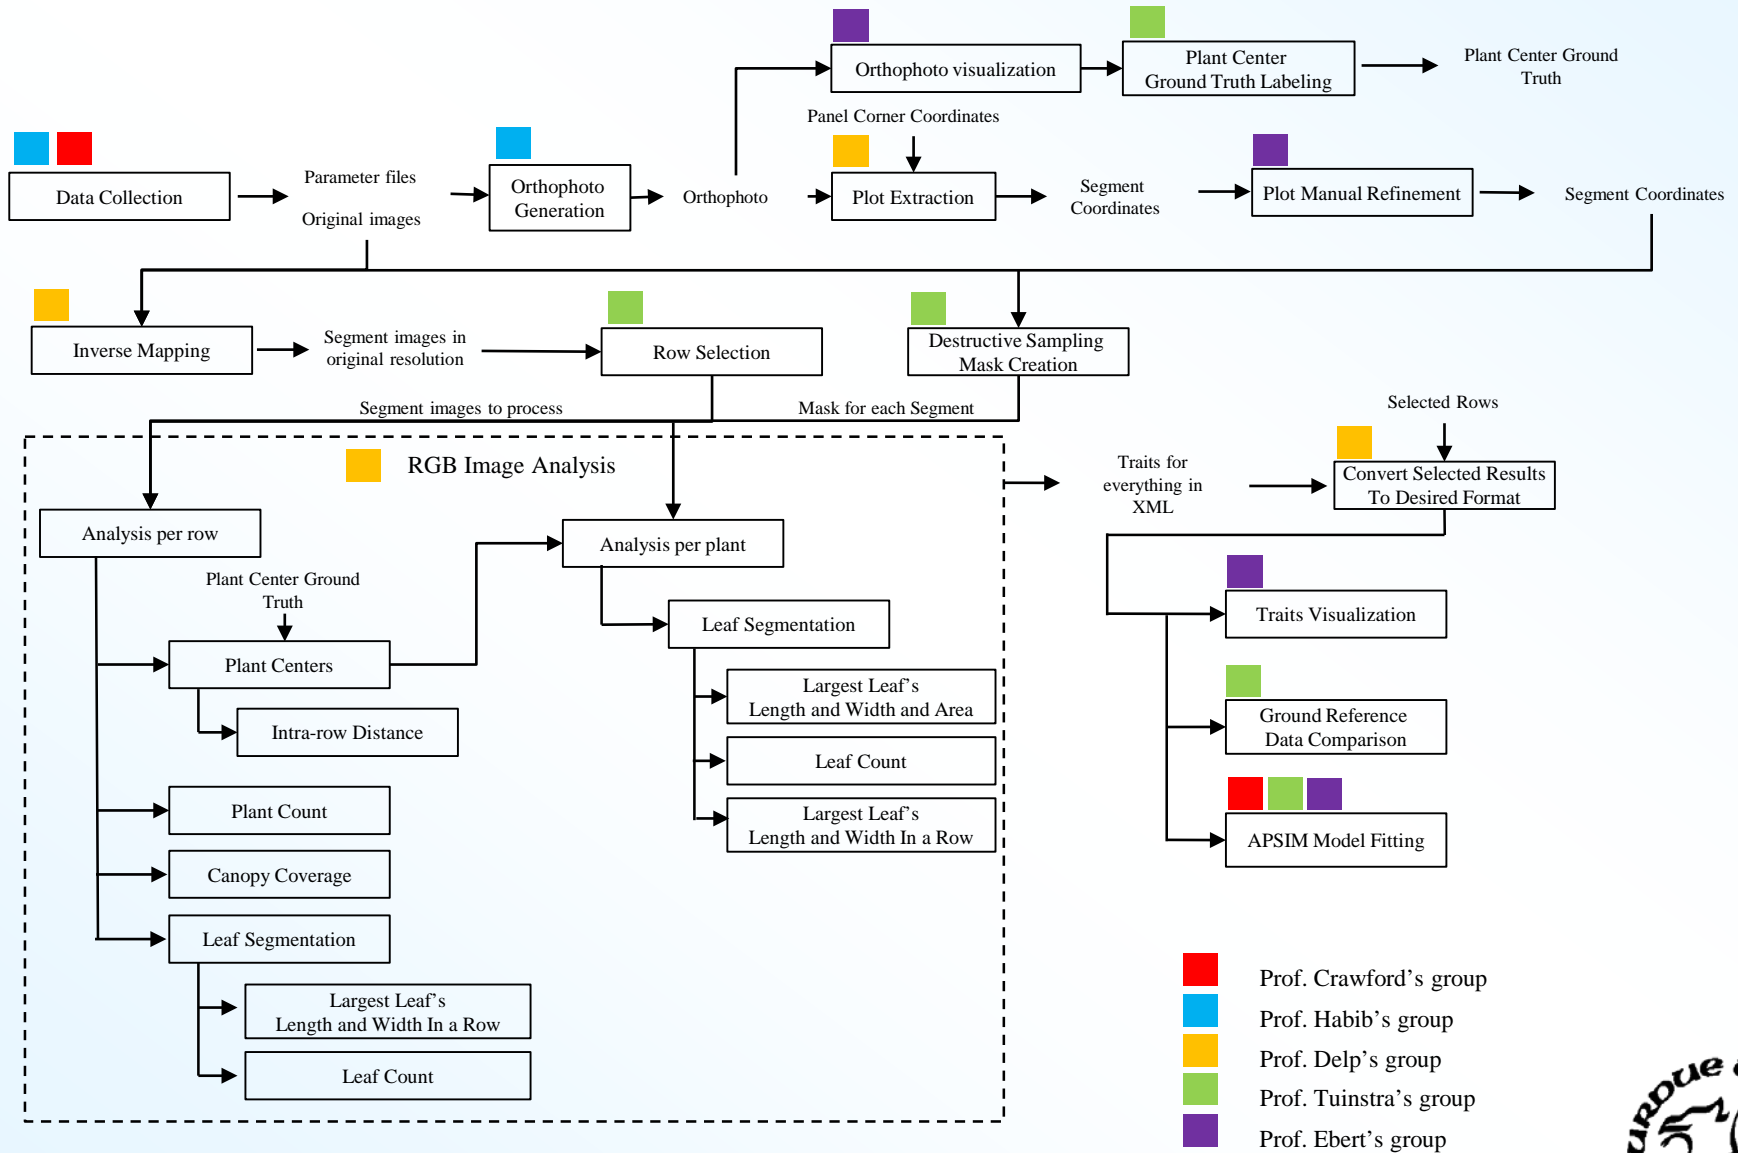 Orthophoto visualization
Plant Center
Ground Truth Labeling
Plant Center Ground
Truth
Panel Corner Coordinates
Data Collection
Parameter files
Original images
Orthophoto
Generation
Orthophoto
Plot Extraction
Segment
Coordinates
Plot Manual Refinement
Segment Coordinates
Inverse Mapping
Segment images in
original resolution
Row Selection
Destructive Sampling
Mask Creation
Segment images to process
Mask for each Segment
Selected Rows
RGB Image Analysis
Traits for
everything in
XML
Convert Selected Results
To Desired Format
Analysis per row
Analysis per plant
Plant Center Ground
Truth
Plant Centers
Intra-row Distance
Plant Count
Canopy Coverage
Leaf Segmentation
Largest Leaf's
Length and Width In a Row
Leaf Count
Leaf Segmentation
Largest Leaf's
Length and Width and Area
Leaf Count
Largest Leaf's
Length and Width In a Row
Traits Visualization
Ground Reference
Data Comparison
APSIM Model Fitting
Prof. Crawford's group
Prof. Habib's group
Prof. Delp's group
Prof. Tuinstra's group
Prof. Ebert's group